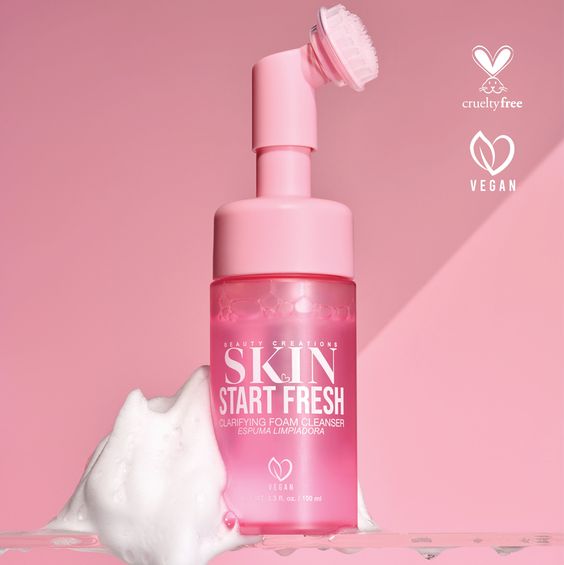 crueltyfree
VEGAN
BEAUTY CREATIONS
SKIN
START FRESH
CLARIFYING FOAM CLEANSER
ESPUMA LIMPIADORA
VEGAN
3.3 fl. oz. / 100 ml